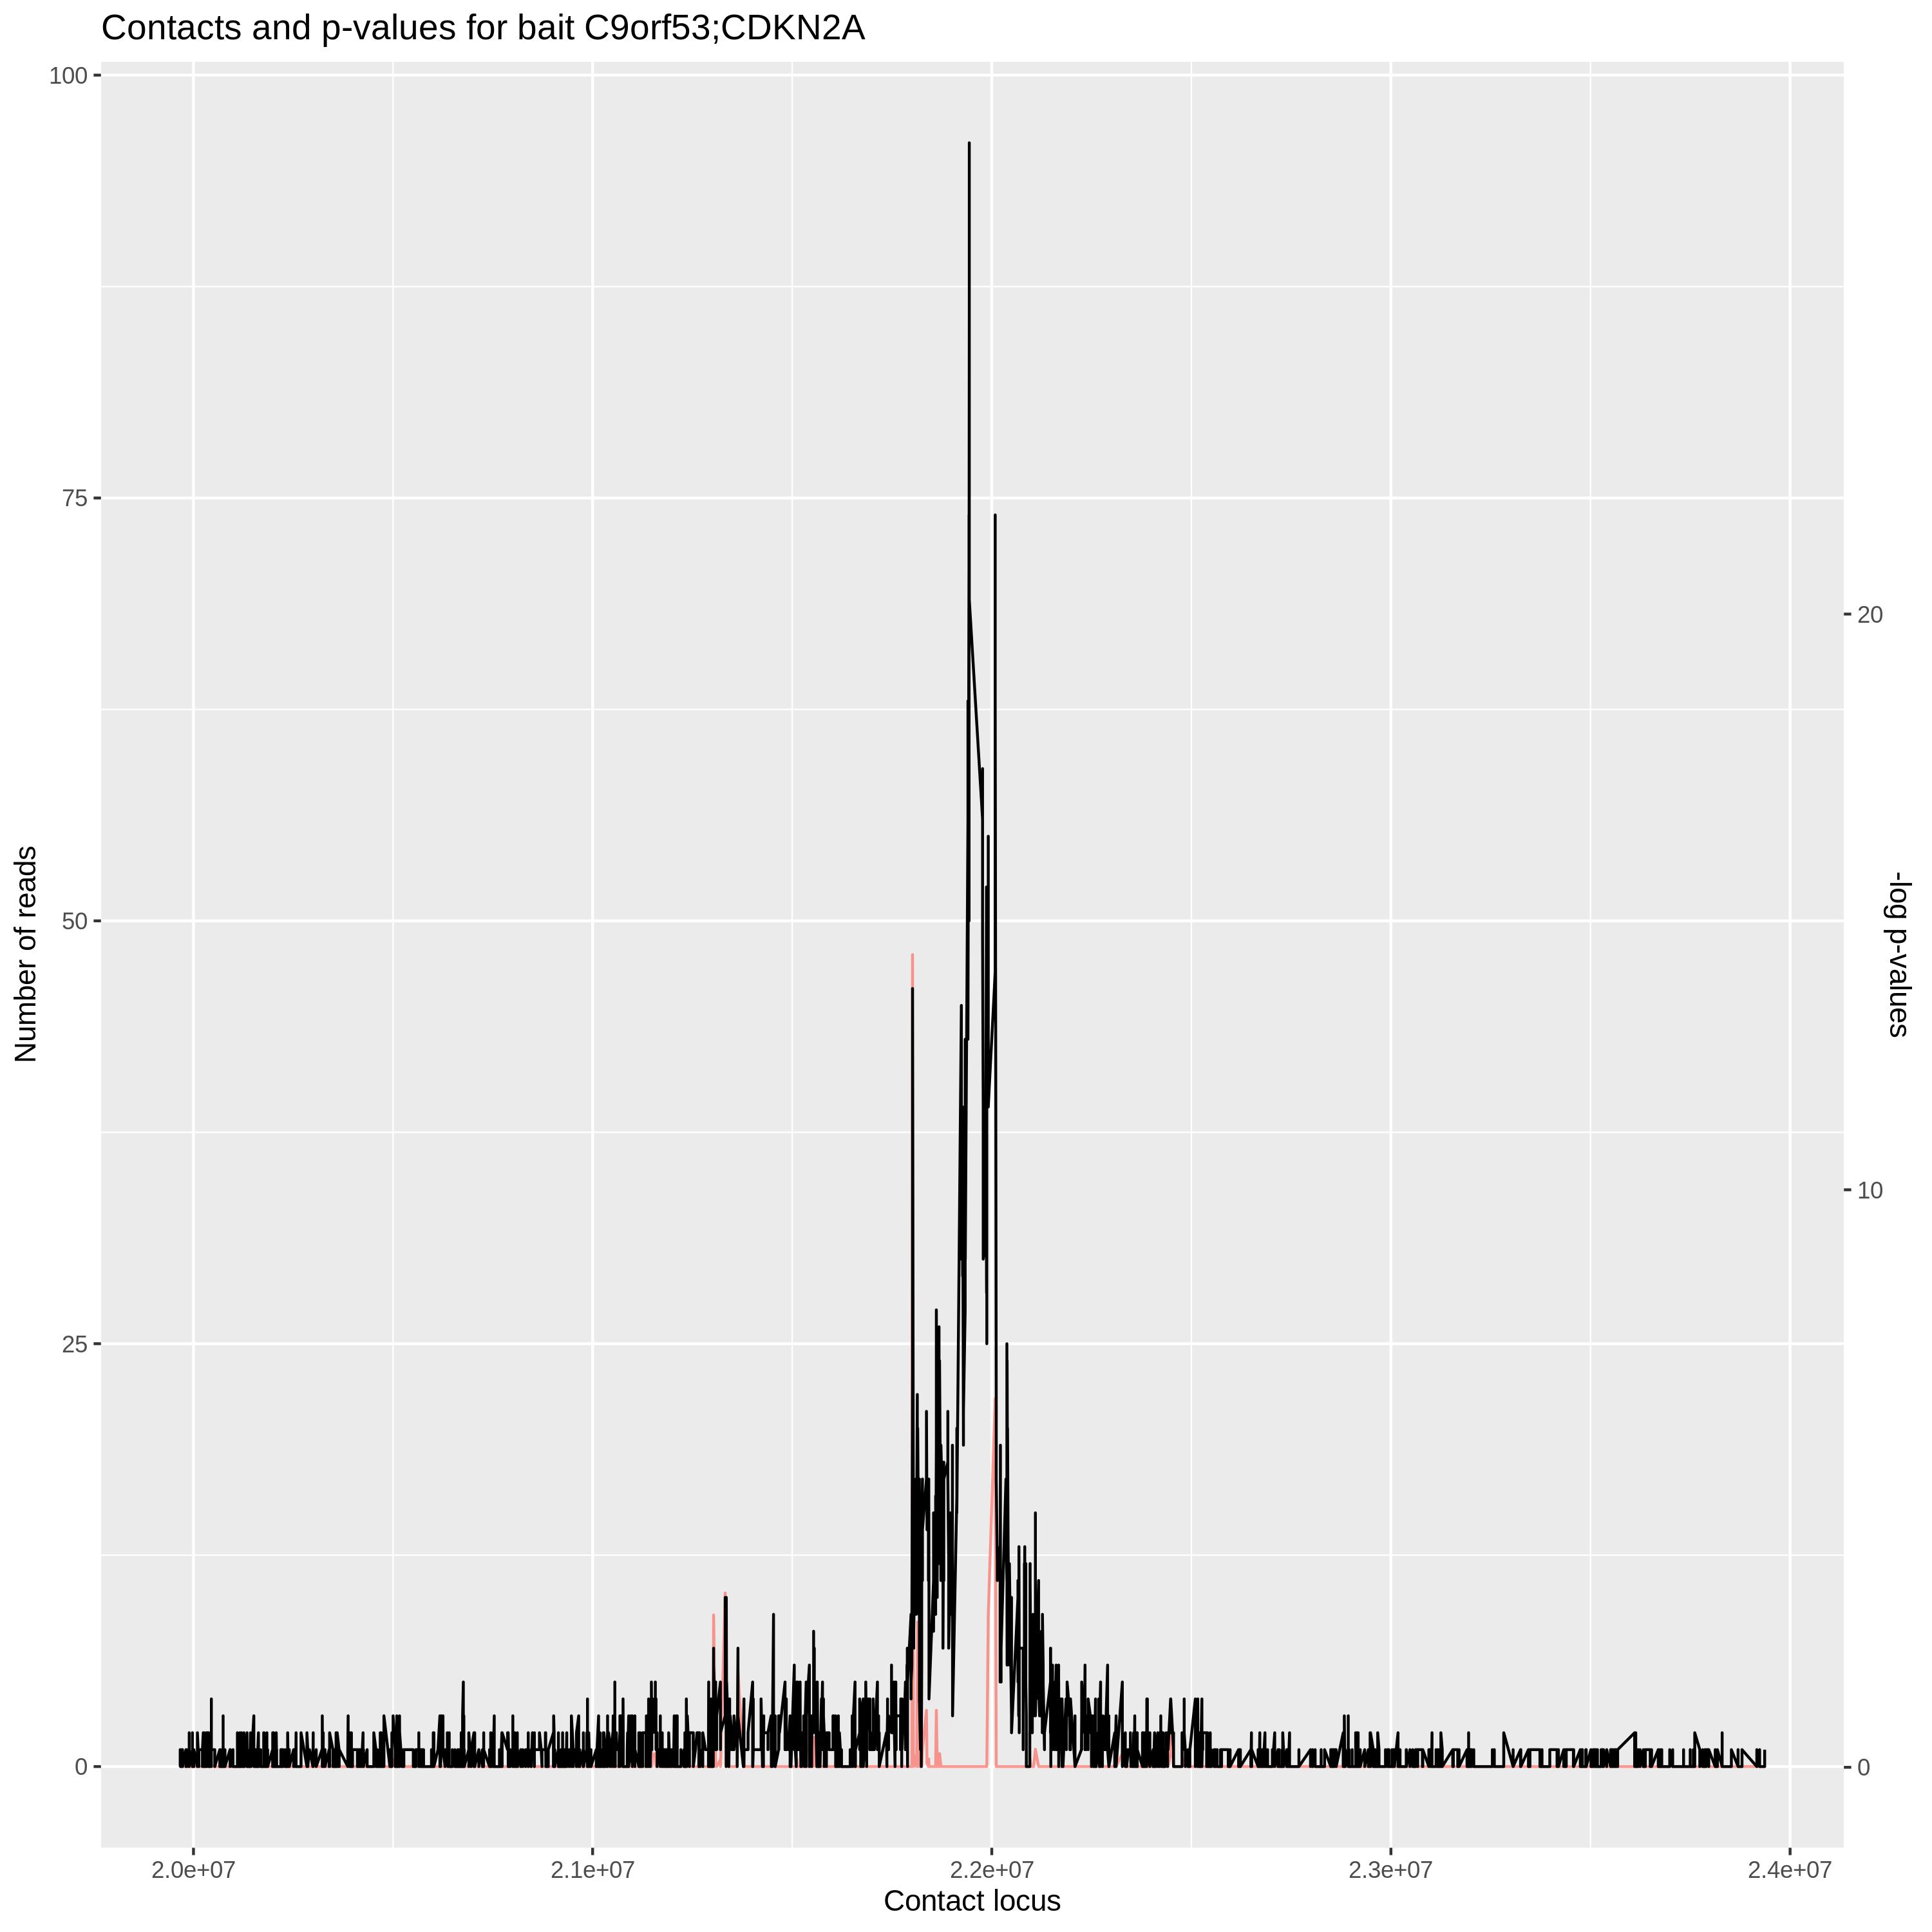 Contacts and p-values for bait C9orf53;CDKN2A
100
75
50
25
0
Number of reads
20
10
0
-log p-values
2.0e+07
2.1e+07
2.2e+07
2.3e+07
2.4e+07
Contact locus